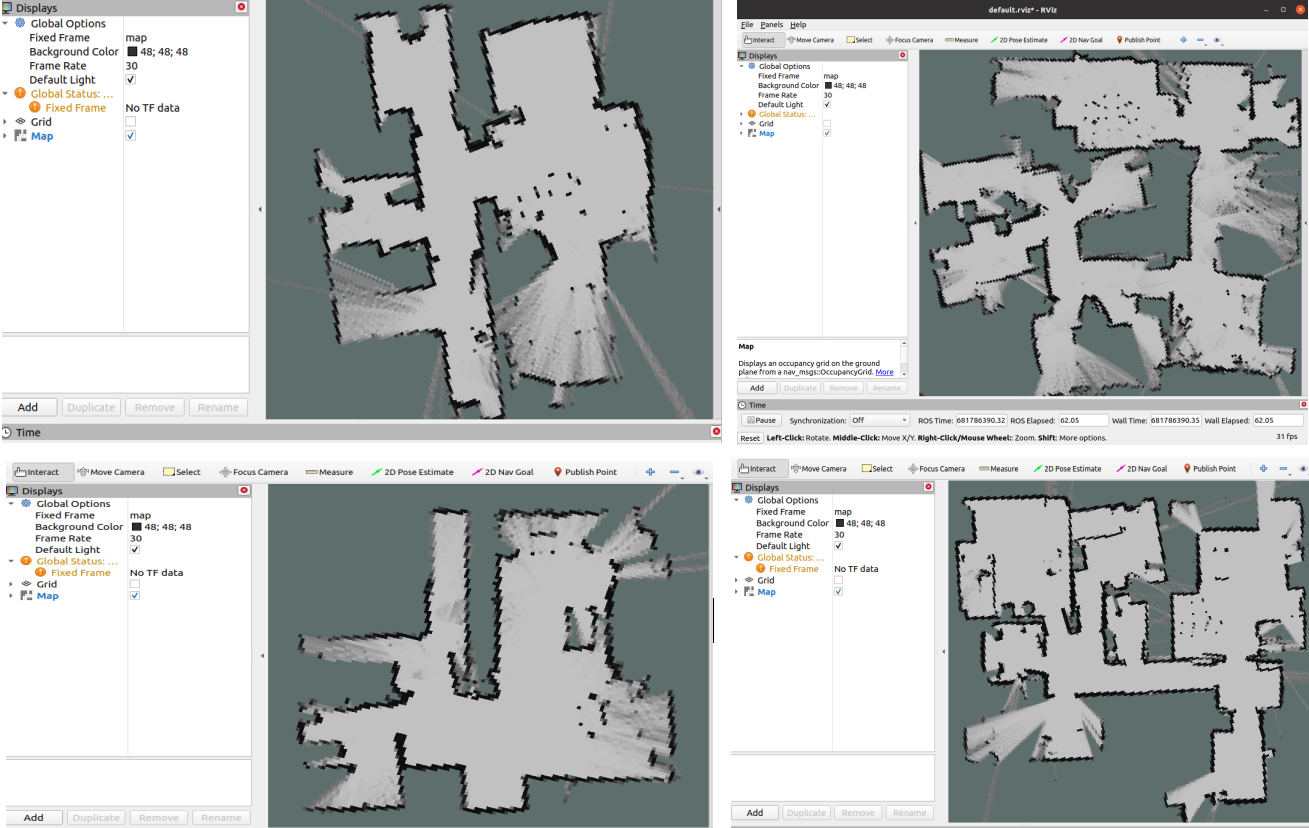 Displays
Global Options
Fixed Frame map
Background Color 48; 48; 48
Frame Rate 30
Default Light ✓
Global Status: ...
Fixed Frame No TF data
Grid
Map ✓
Add Duplicate Remove Rename
Time
default.rviz* - RViz
File Panels Help
Interact Move Camera Select Focus Camera Measure 2D Pose Estimate 2D Nav Goal Publish Point
Displays
Global Options
Fixed Frame map
Background Color 48; 48; 48
Frame Rate 30
Default Light ✓
Global Status: ...
Grid
Map ✓
Map
Displays an occupancy grid on the ground
plane from a nav_msgs::OccupancyGrid. More
Add Duplicate Remove Rename
Time
Pause Synchronization: Off ROS Time: 681786390.32 ROS Elapsed: 62.05 Wall Time: 681786390.35 Wall Elapsed: 62.05
Reset Left-Click: Rotate. Middle-Click: Move X/Y. Right-Click/Mouse Wheel:: Zoom. Shift: More options. 31 fps
Interact Move Camera Select Focus Camera Measure 2D Pose Estimate 2D Nav Goal Publish Point
Displays
Global Options
Fixed Frame map
Background Color 48; 48; 48
Frame Rate 30
Default Light ✓
Global Status: ...
Fixed Frame No TF data
Grid
Map ✓
Add Duplicate Remove Rename
Interact Move Camera Select Focus Camera Measure 2D Pose Estimate 2D Nav Goal Publish Point
Displays
Global Options
Fixed Frame map
Background Color 48; 48; 48
Frame Rate 30
Default Light ✓
Global Status: ...
Fixed Frame No TF data
Grid
Map ✓
Add Duplicate Remove Rename